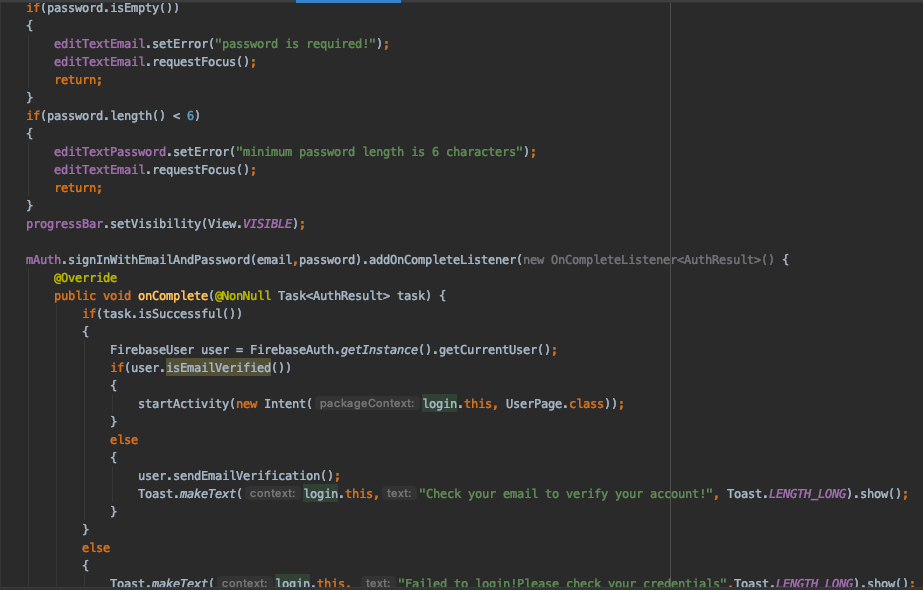 if(password.isEmpty())
{
editTextEmail.setError("password is required!");
editTextEmail.requestFocus();
return;
}
if(password.length() < 6)
{
editTextPassword.setError("minimum password length is 6 characters");
editTextEmail.requestFocus();
return;
}
progressBar.setVisibility(View.VISIBLE);
mAuth.signInWithEmailAndPassword(email,password).addOnCompleteListener(new OnCompleteListener<AuthResult>() {
@Override
public void onComplete(@NonNull Task<AuthResult> task) {
if(task.isSuccessful())
{
FirebaseUser user = FirebaseAuth.getInstance().getCurrentUser();
if(user.isEmailVerified())
{
startActivity(new Intent( packageContext: login.this, UserPage.class));
}
else
{
user.sendEmailVerification();
Toast.makeText( context: login.this, text: "Check your email to verify your account!", Toast.LENGTH_LONG).show();
}
}
else
{
Toast.makeText( context: login.this, text: "Failed to login!Please check your credentials",Toast.LENGTH_LONG).show();